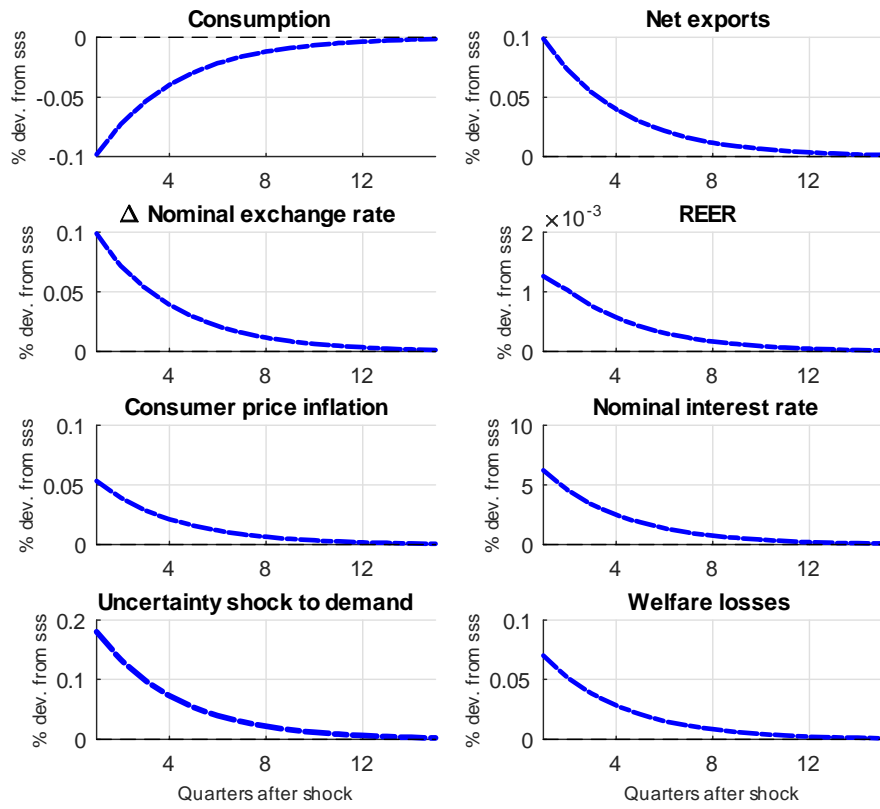 Consumption
% dev. from sss
0
-0.05
-0.1
4 8 12
Net exports
% dev. from sss
0.1
0.05
0
4 8 12
Δ Nominal exchange rate
% dev. from sss
0.1
0.05
0
4 8 12
REER
×10⁻³
% dev. from sss
2
1
0
4 8 12
Consumer price inflation
% dev. from sss
0.1
0.05
0
4 8 12
Nominal interest rate
% dev. from sss
10
5
0
4 8 12
Uncertainty shock to demand
% dev. from sss
0.2
0.1
0
4 8 12
Quarters after shock
Welfare losses
% dev. from sss
0.1
0.05
0
4 8 12
Quarters after shock